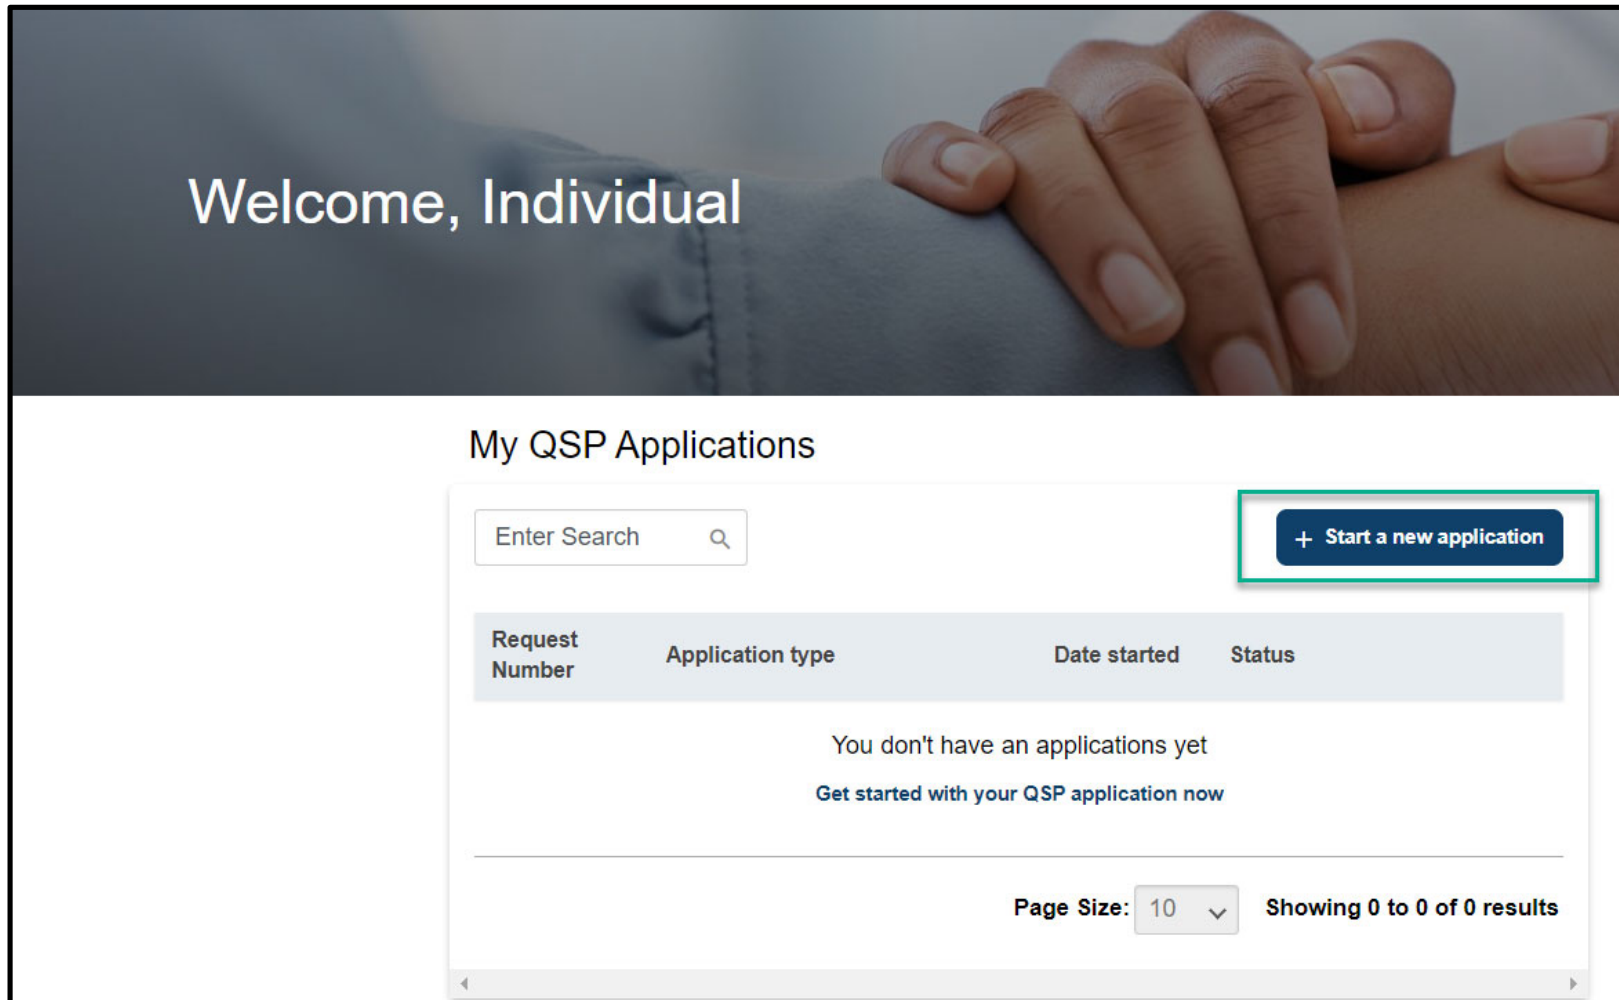 Welcome, Individual
My QSP Applications
Enter Search
+ Start a new application
Request Number
Application type
Date started
Status
You don't have an applications yet
Get started with your QSP application now
Page Size: 10
Showing 0 to 0 of 0 results